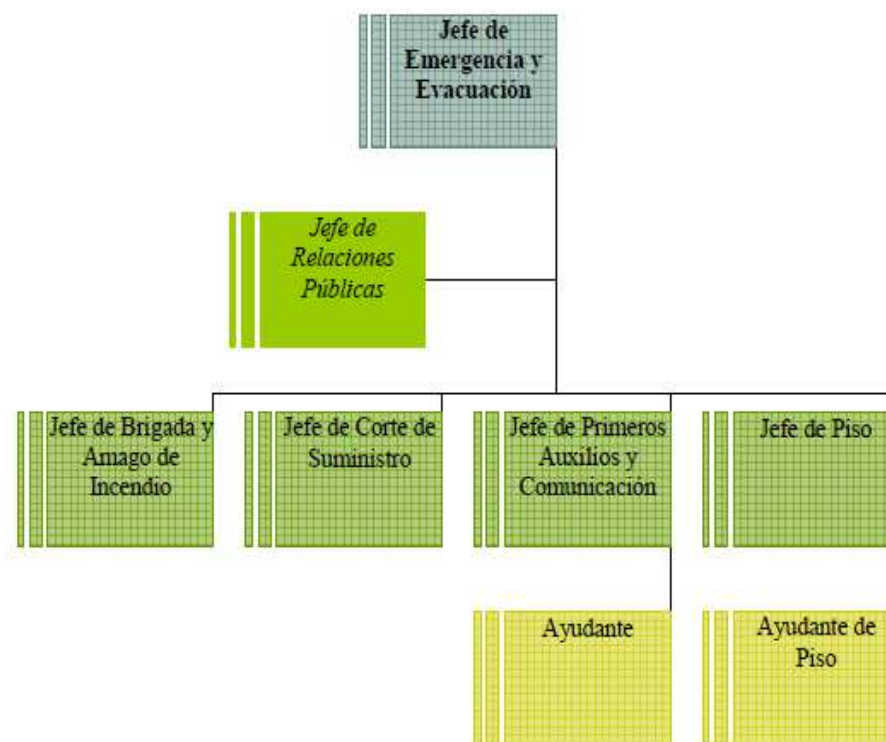 Jefe de
Emergencia y
Evacuación
Jefe de
Relaciones
Públicas
Jefe de Brigada y
Amago de
Incendio
Jefe de Corte de
Suministro
Jefe de Primeros
Auxilios y
Comunicación
Jefe de Piso
Ayudante
Ayudante de
Piso